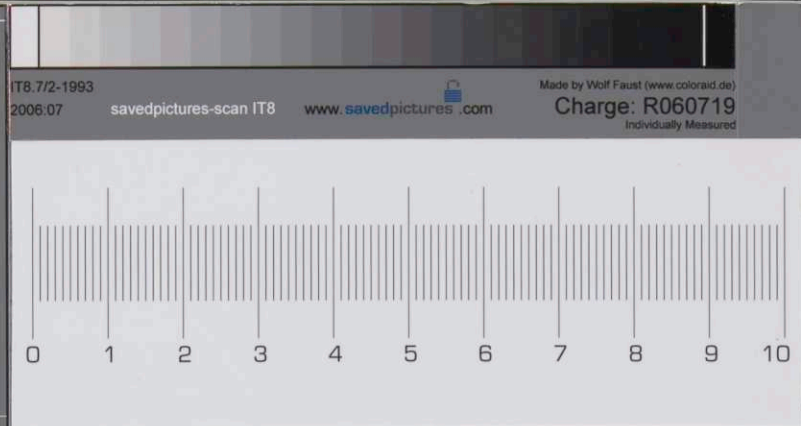 IT8.7/2-1993
Made by Wolf Faust (www.coloraid.de)
2006:07 savedpictures-scan IT8 www.savedpictures.com Charge: R060719
Individually Measured
0 1 2 3 4 5 6 7 8 9 10